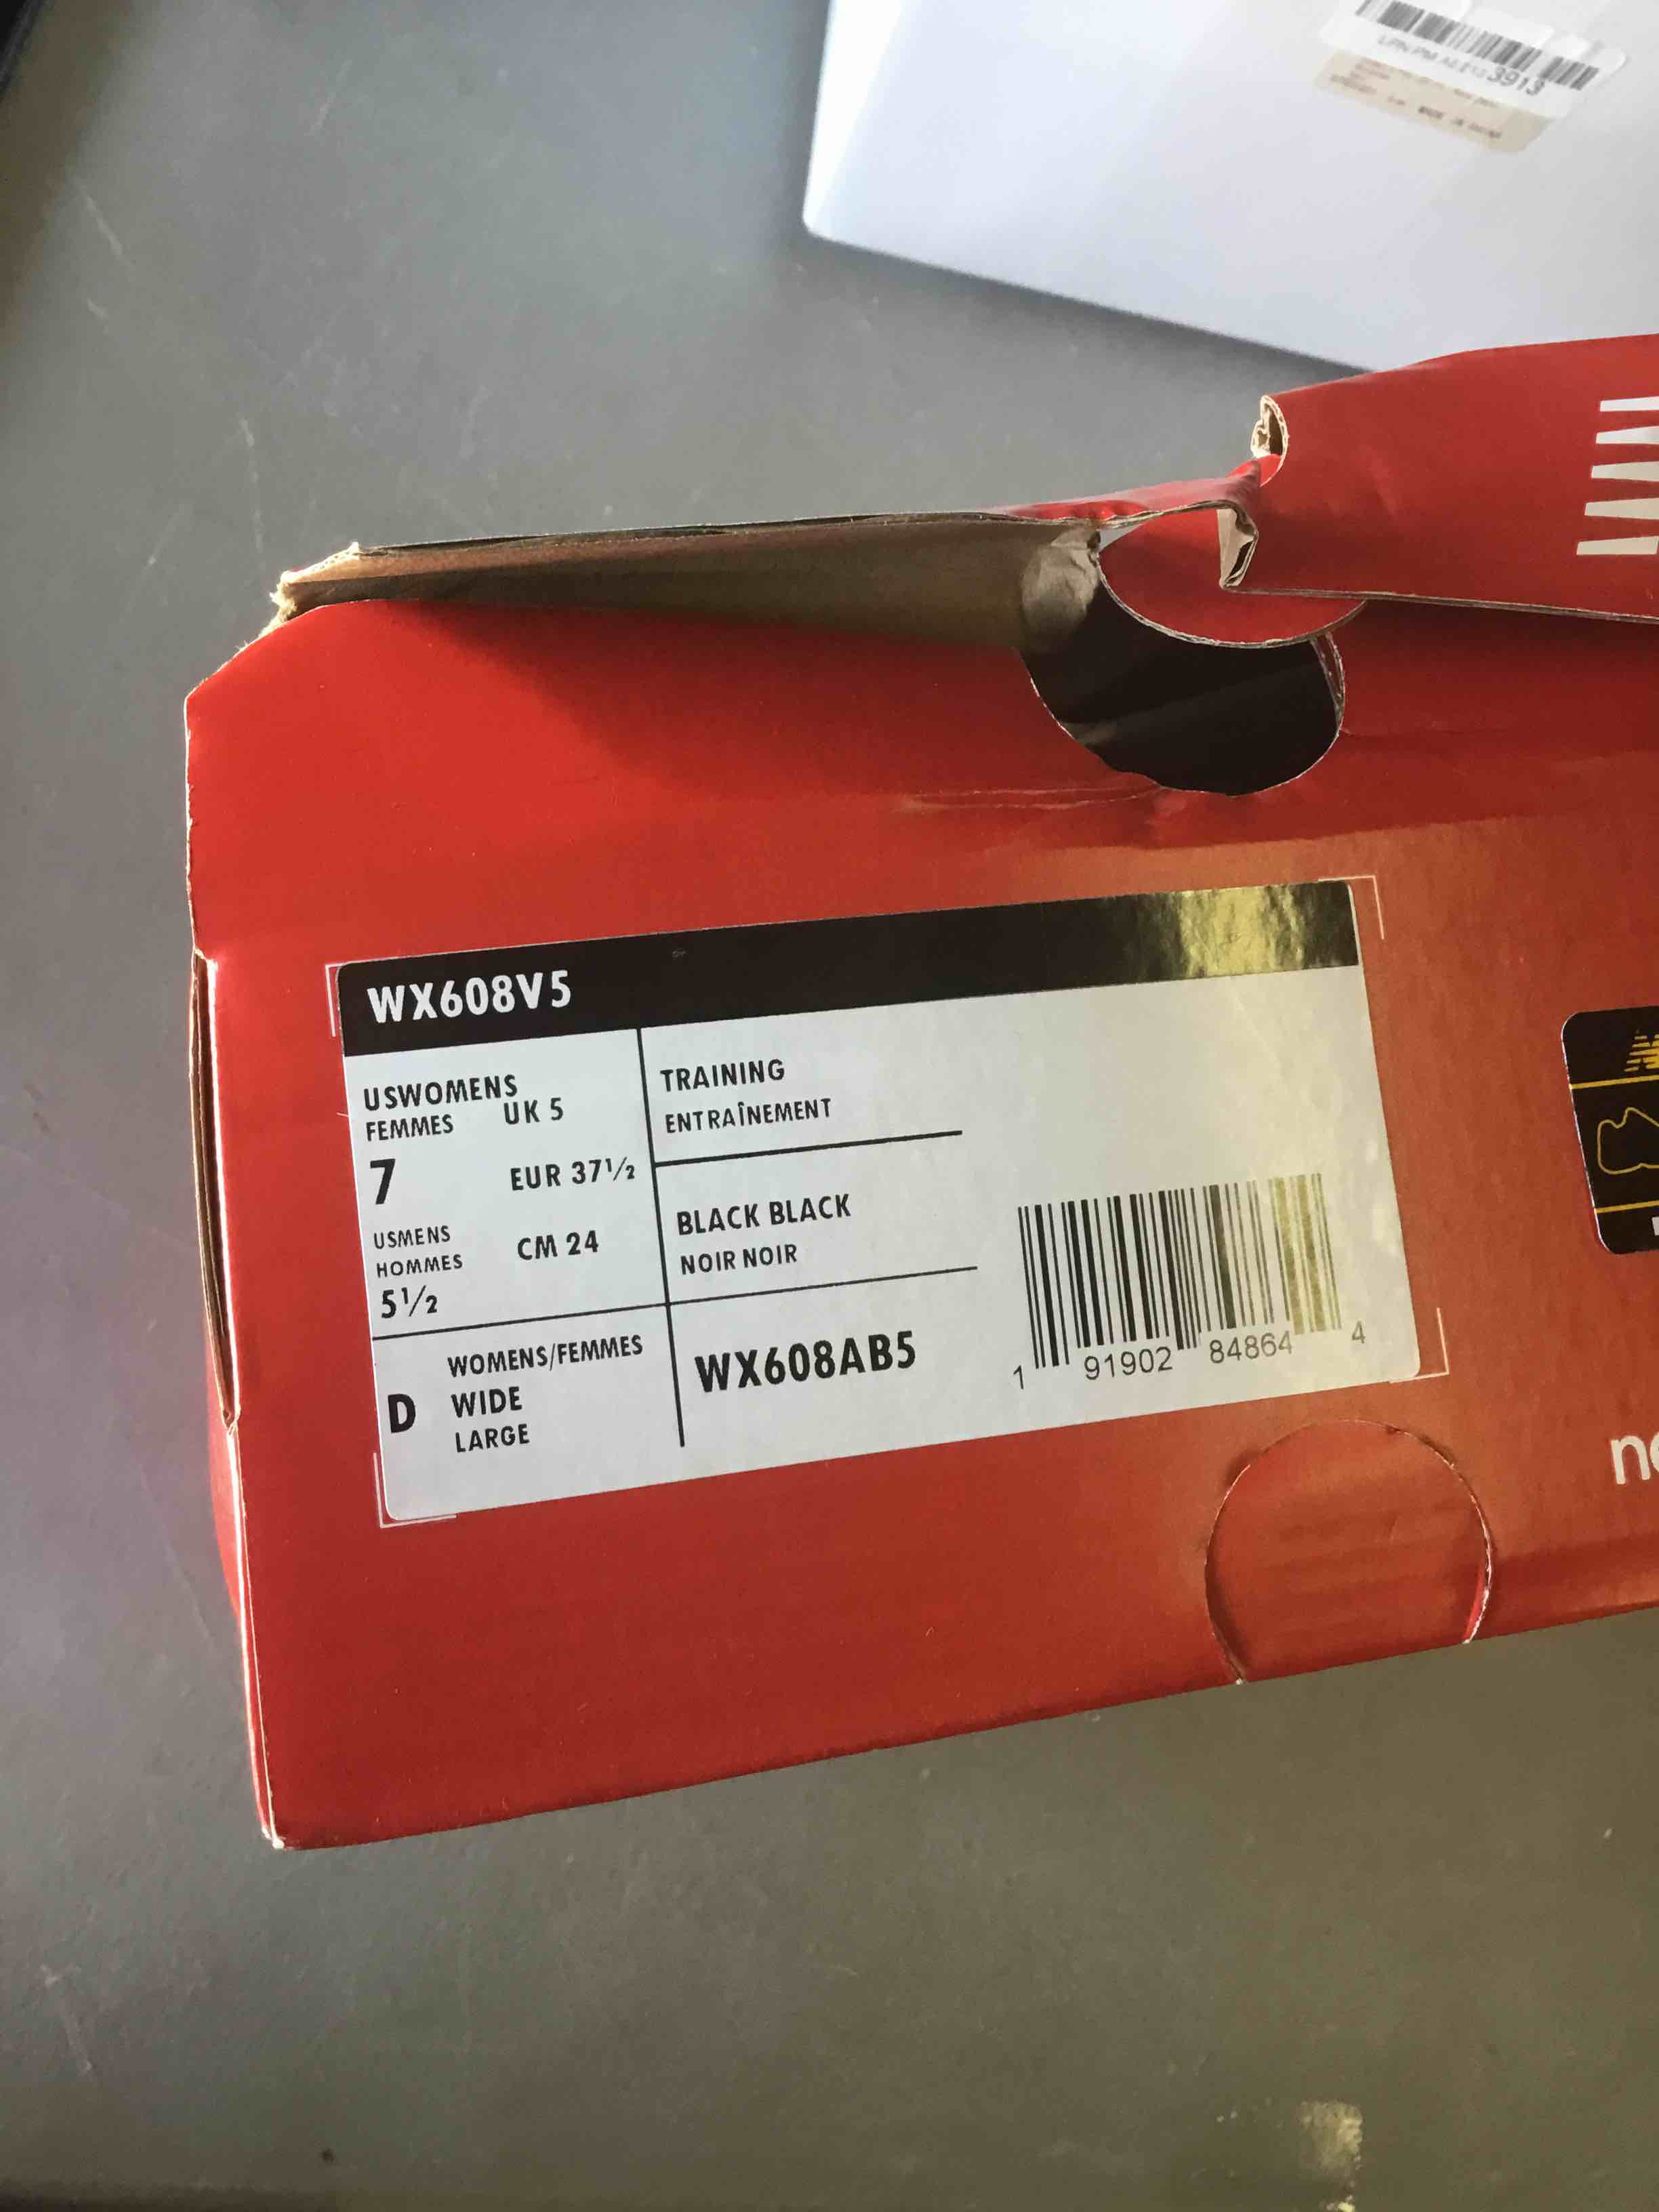 3913
WX608V5
USWOMENS
FEMMES
UK 5
7
EUR 37½
USMENS
HOMMES
CM 24
5½
TRAINING
ENTRAÎNEMENT
BLACK BLACK
NOIR NOIR
D
WOMENS/FEMMES
WIDE
LARGE
WX608AB5
1 91902 84864 4
ne